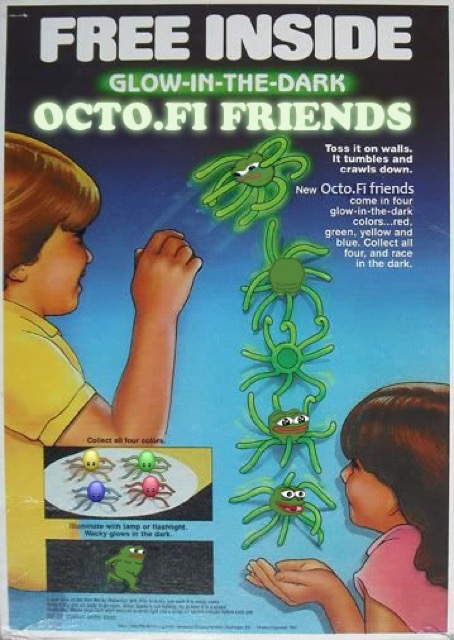 FREE INSIDE
GLOW-IN-THE-DARK
OCTO.FI FRIENDS
Toss it on walls.
It tumbles and
crawls down.
New Octo.Fi friends
come in four
glow-in-the-dark
colors...red,
green, yellow and
blue. Collect all
four, and race
in the dark.
Collect all four colors.
Illuminate with lamp or flashlight.
Wacky glows in the dark.